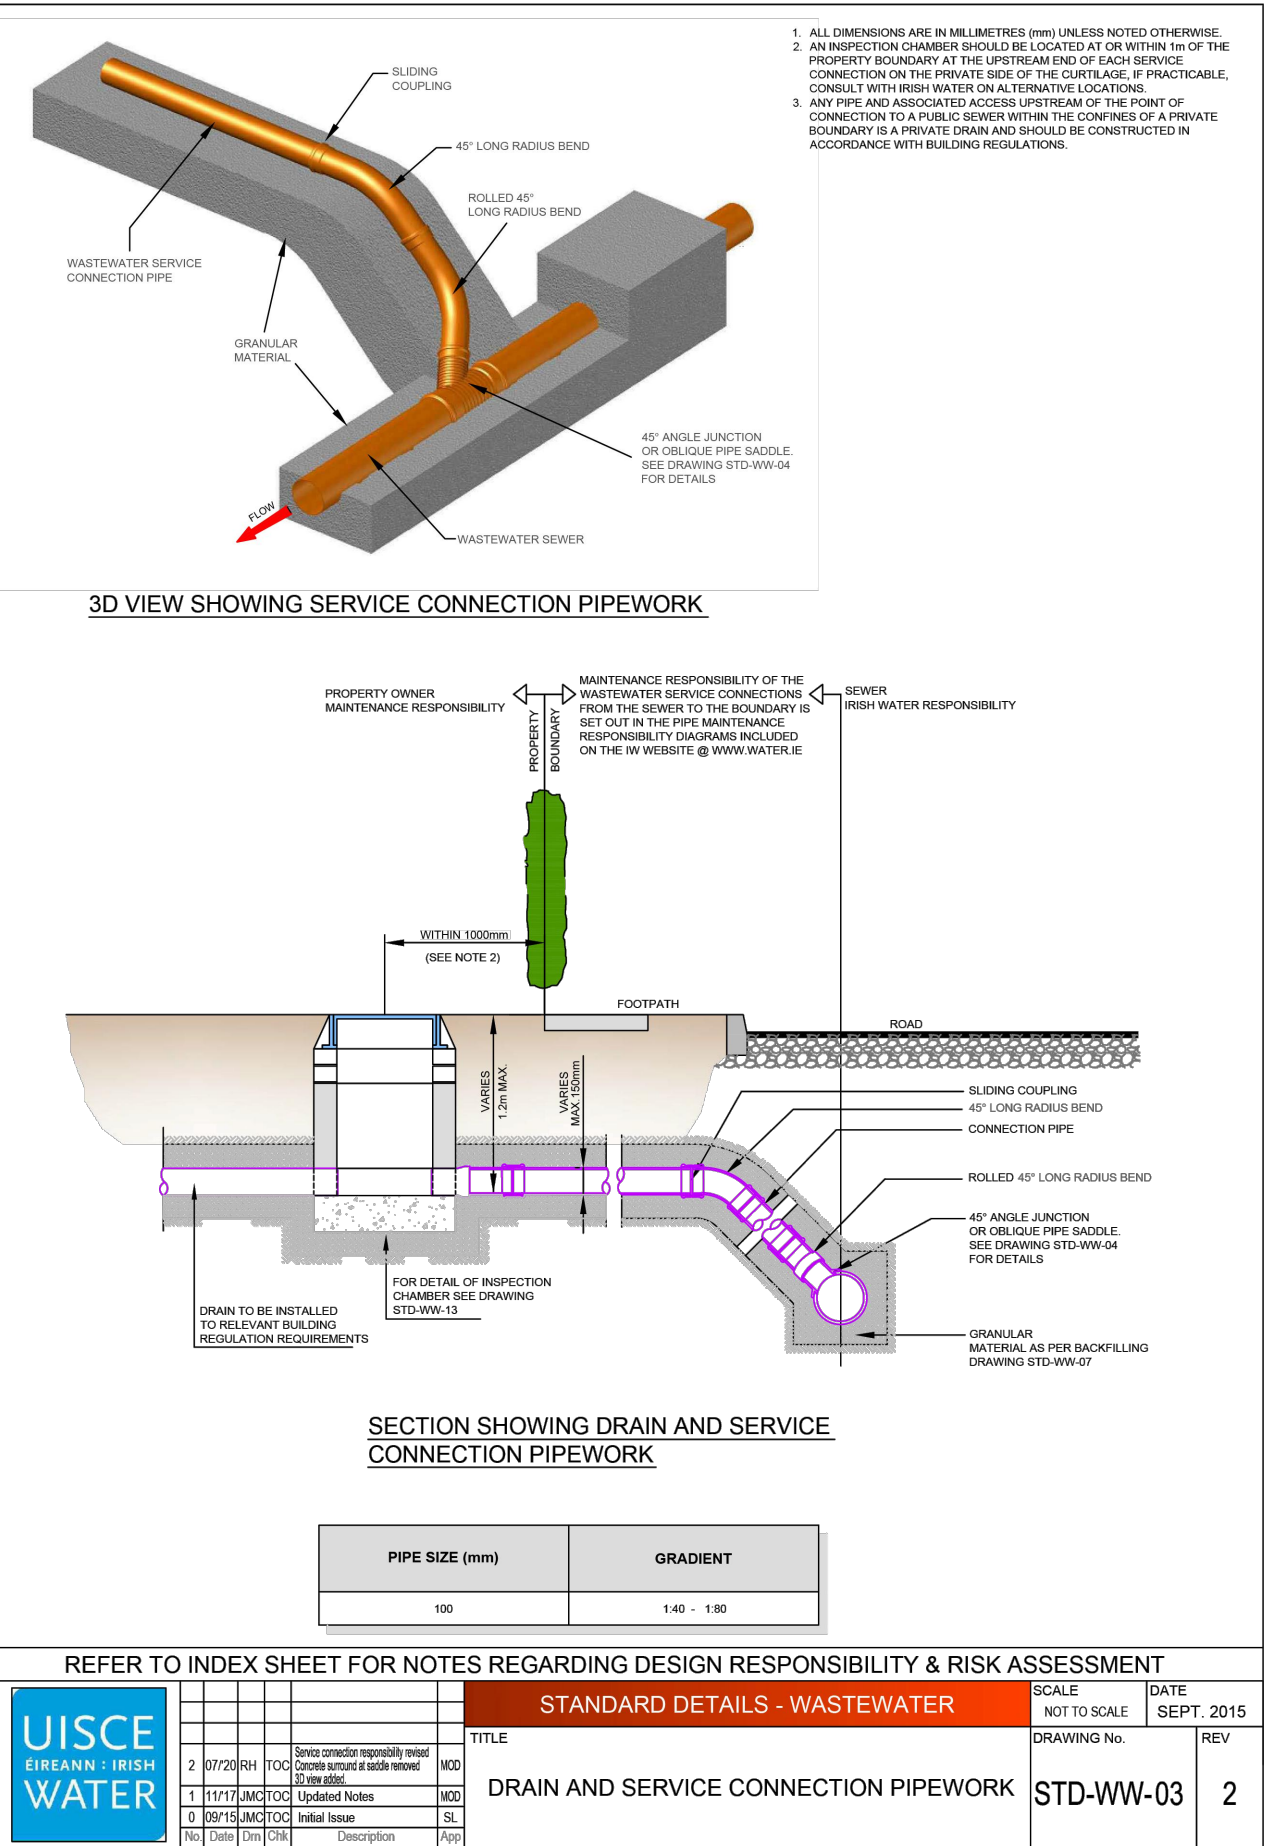 1. ALL DIMENSIONS ARE IN MILLIMETRES (mm) UNLESS NOTED OTHERWISE.
2. AN INSPECTION CHAMBER SHOULD BE LOCATED AT OR WITHIN 1m OF THE
PROPERTY BOUNDARY AT THE UPSTREAM END OF EACH SERVICE
CONNECTION ON THE PRIVATE SIDE OF THE CURTILAGE, IF PRACTICABLE,
CONSULT WITH IRISH WATER ON ALTERNATIVE LOCATIONS.
3. ANY PIPE AND ASSOCIATED ACCESS UPSTREAM OF THE POINT OF
CONNECTION TO A PUBLIC SEWER WITHIN THE CONFINES OF A PRIVATE
BOUNDARY IS A PRIVATE DRAIN AND SHOULD BE CONSTRUCTED IN
ACCORDANCE WITH BUILDING REGULATIONS.
SLIDING
COUPLING
45° LONG RADIUS BEND
ROLLED 45°
LONG RADIUS BEND
WASTEWATER SERVICE
CONNECTION PIPE
GRANULAR
MATERIAL
45° ANGLE JUNCTION
OR OBLIQUE PIPE SADDLE.
SEE DRAWING STD-WW-04
FOR DETAILS
FLOW
WASTEWATER SEWER
3D VIEW SHOWING SERVICE CONNECTION PIPEWORK
PROPERTY OWNER
MAINTENANCE RESPONSIBILITY
PROPERTY
BOUNDARY
MAINTENANCE RESPONSIBILITY OF THE
WASTEWATER SERVICE CONNECTIONS
FROM THE SEWER TO THE BOUNDARY IS
SET OUT IN THE PIPE MAINTENANCE
RESPONSIBILITY DIAGRAMS INCLUDED
ON THE IW WEBSITE @ WWW.WATER.IE
SEWER
IRISH WATER RESPONSIBILITY
WITHIN 1000mm
(SEE NOTE 2)
FOOTPATH
ROAD
VARIES
1.2m MAX.
VARIES
MAX.150mm
SLIDING COUPLING
45° LONG RADIUS BEND
CONNECTION PIPE
ROLLED 45° LONG RADIUS BEND
45° ANGLE JUNCTION
OR OBLIQUE PIPE SADDLE.
SEE DRAWING STD-WW-04
FOR DETAILS
FOR DETAIL OF INSPECTION
CHAMBER SEE DRAWING
STD-WW-13
DRAIN TO BE INSTALLED
TO RELEVANT BUILDING
REGULATION REQUIREMENTS
GRANULAR
MATERIAL AS PER BACKFILLING
DRAWING STD-WW-07
SECTION SHOWING DRAIN AND SERVICE
CONNECTION PIPEWORK
PIPE SIZE (mm) GRADIENT
100 1:40 - 1:80
REFER TO INDEX SHEET FOR NOTES REGARDING DESIGN RESPONSIBILITY & RISK ASSESSMENT
UISCE
ÉIREANN : IRISH
WATER
2 07/'20 RH TOC Service connection responsibility revised
Concrete surround at saddle removed
3D view added. MOD
1 11/'17 JMC TOC Updated Notes MOD
0 09/'15 JMC TOC Initial Issue SL
No. Date Drn Chk Description App
STANDARD DETAILS - WASTEWATER
TITLE
DRAIN AND SERVICE CONNECTION PIPEWORK
SCALE
NOT TO SCALE
DATE
SEPT. 2015
DRAWING No.
STD-WW-03
REV
2